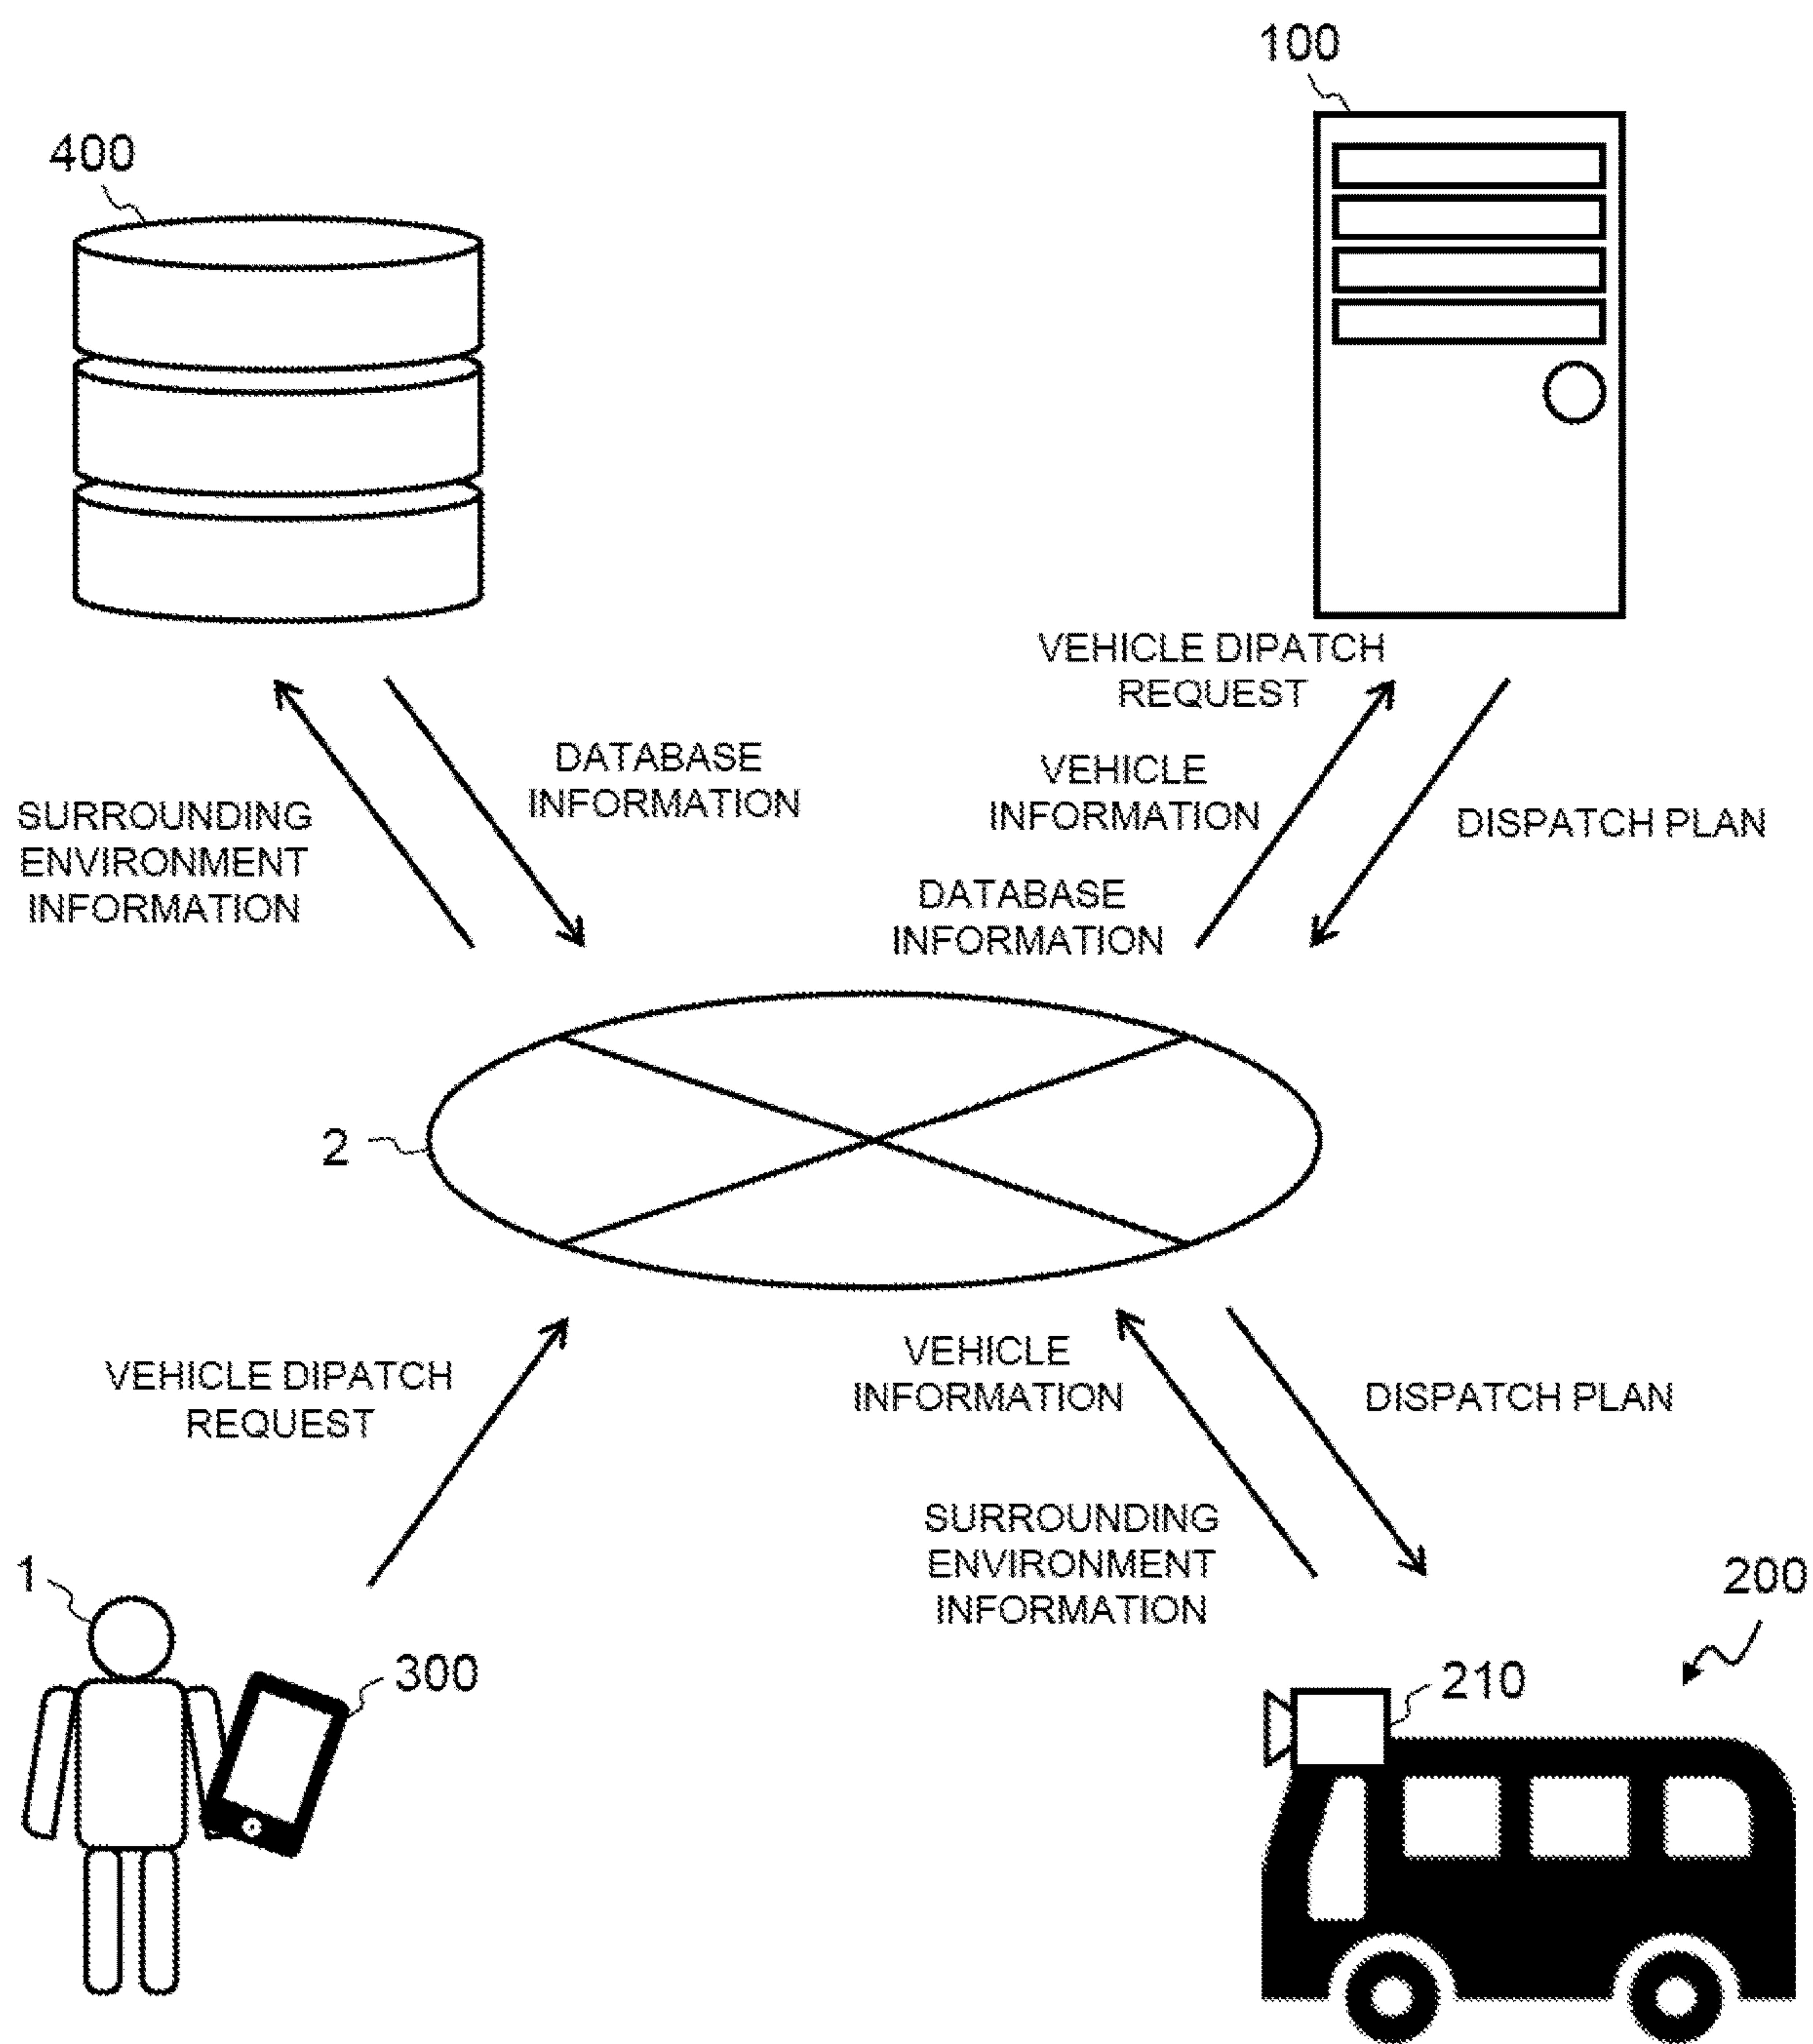 100
400
VEHICLE DIPATCH
REQUEST
DATABASE
INFORMATION
VEHICLE
INFORMATION
SURROUNDING
ENVIRONMENT
INFORMATION
DISPATCH PLAN
DATABASE
INFORMATION
2
VEHICLE DIPATCH
REQUEST
VEHICLE
INFORMATION
DISPATCH PLAN
SURROUNDING
ENVIRONMENT
INFORMATION
1
200
300
210